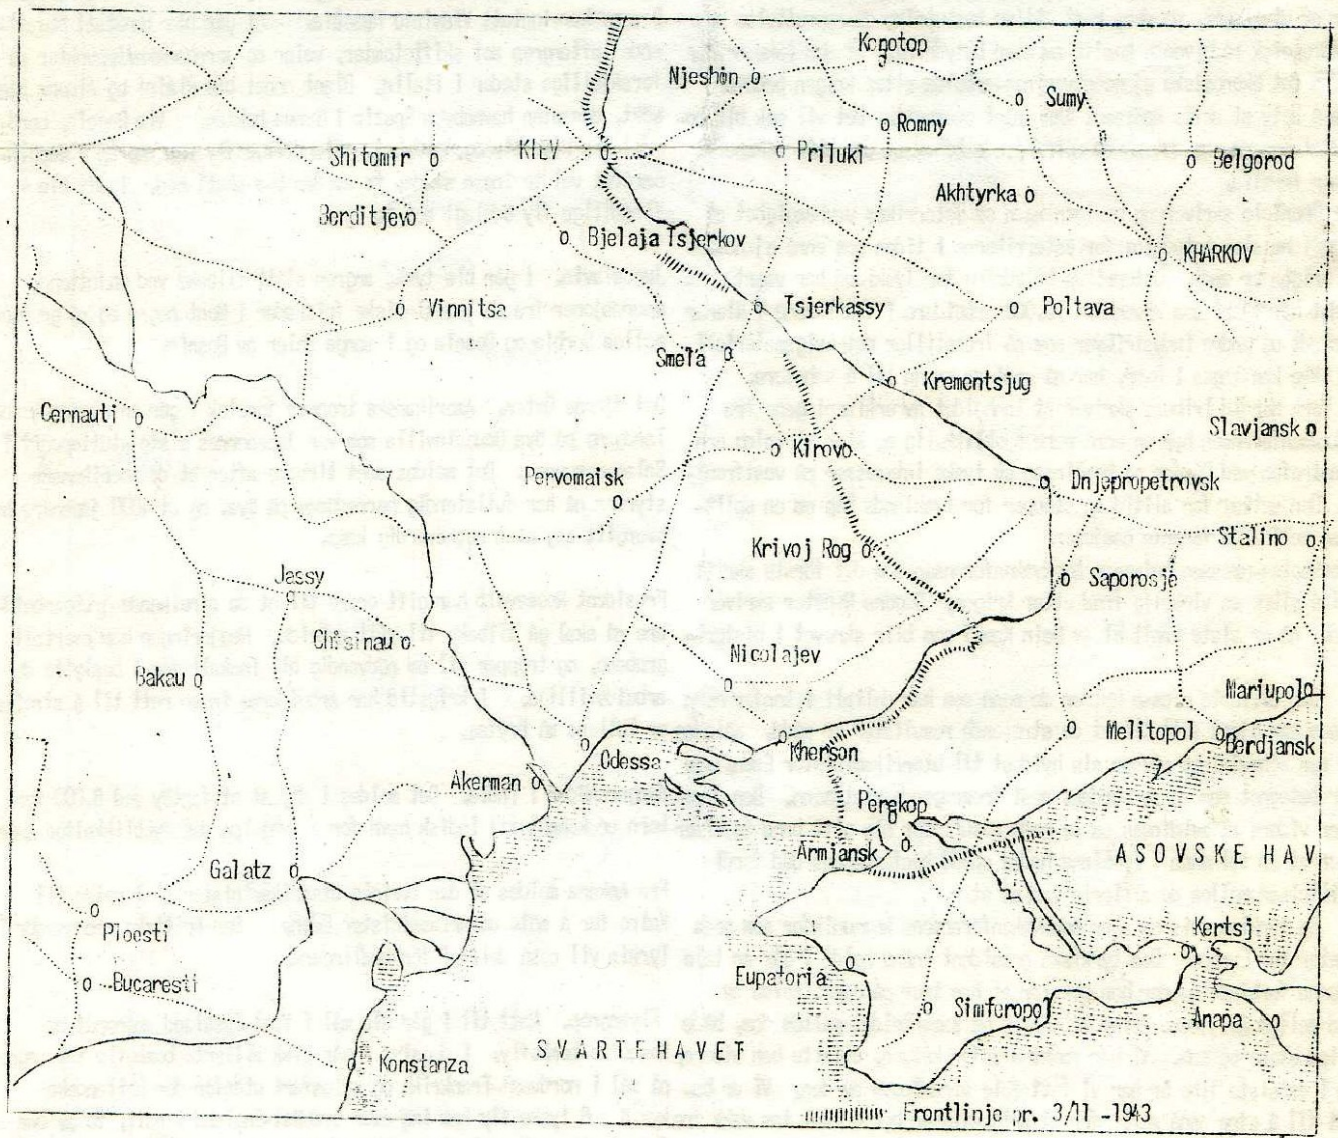 Konotop
Njeshin
Sumy
Romny
Shitomir
KIEV
Priluki
Belgorod
Akhtyrka
Berditjevo
Bjelaja Tsjerkov
KHARKOV
Vinnitsa
Tsjerkassy
Poltava
Smela
Krementsjug
Cernauti
Slavjansk
Kirovo
Pervomaisk
Dnjepropetrovsk
Stalino
Krivoj Rog
Saporosje
Jassy
Chisinau
Nicolajev
Bakau
Mariupol
Melitopol
Berdjansk
Odessa
Kherson
Akerman
Perekop
Armjansk
ASOVSKE HAV
Galatz
Ploesti
Kertsj
Eupatoria
Bucaresti
Simferopol
Anapa
SVARTEHAVET
Konstanza
Frontlinje pr. 3/11 -1943